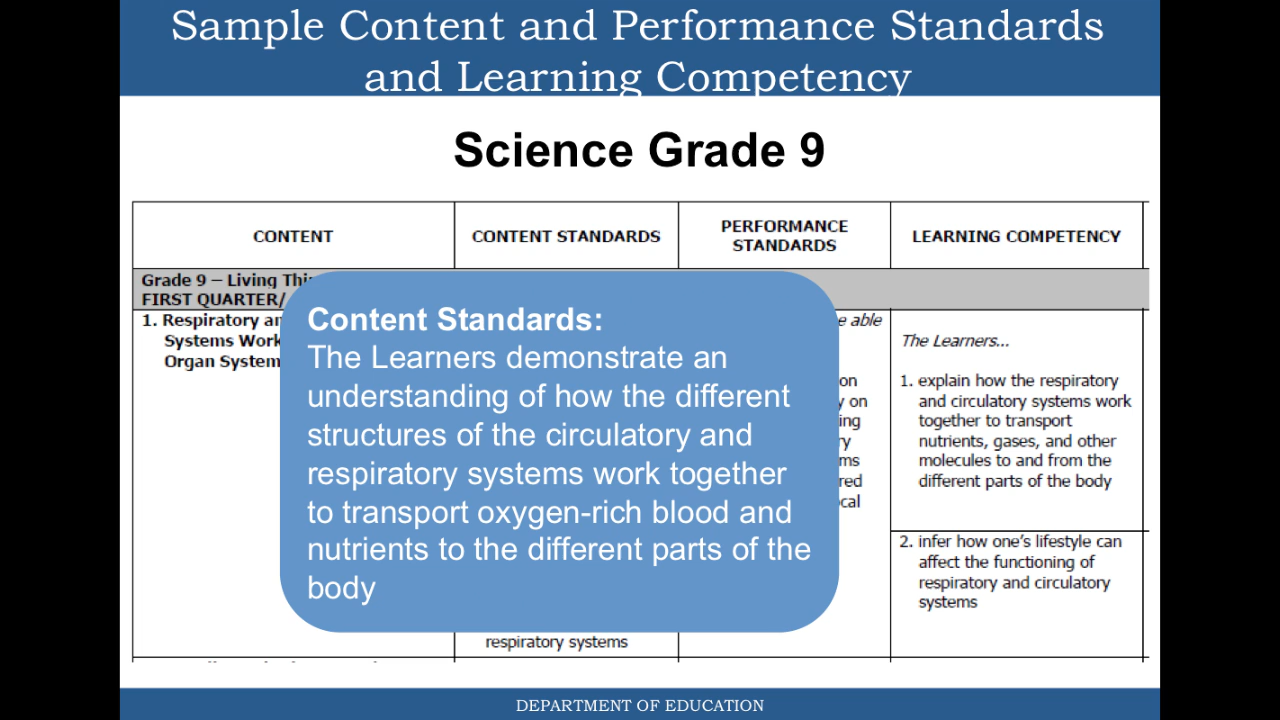 Sample Content and Performance Standards
and Learning Competency
Science Grade 9
CONTENT
CONTENT STANDARDS
PERFORMANCE
STANDARDS
LEARNING COMPETENCY
Grade 9 – Living
FIRST QUARTER/
1. Respiratory
Systems Work
Organ System
Content Standards:
The Learners demonstrate an
understanding of how the different
structures of the circulatory and
respiratory systems work together
to transport oxygen-rich blood and
nutrients to the different parts of the
body
respiratory systems
able
on
on
The Learners...
1. explain how the respiratory
and circulatory systems work
together to transport
nutrients, gases, and other
molecules to and from the
different parts of the body
2. infer how one's lifestyle can
affect the functioning of
respiratory and circulatory
systems
DEPARTMENT OF EDUCATION